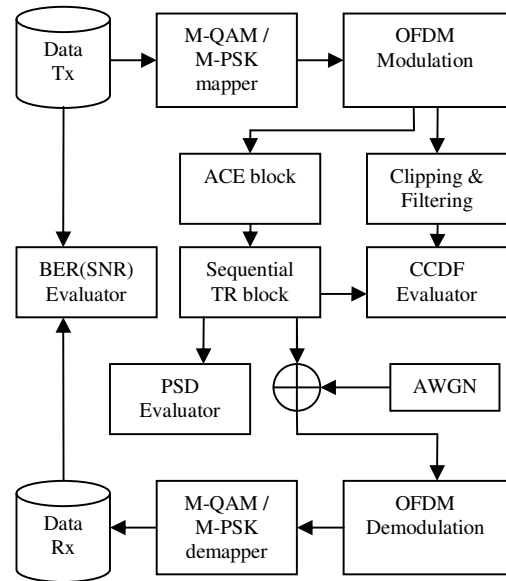 Data
Tx
M-QAM /
M-PSK
mapper
OFDM
Modulation
ACE block
Clipping &
Filtering
BER(SNR)
Evaluator
Sequential
TR block
CCDF
Evaluator
PSD
Evaluator
AWGN
Data
Rx
M-QAM /
M-PSK
demapper
OFDM
Demodulation